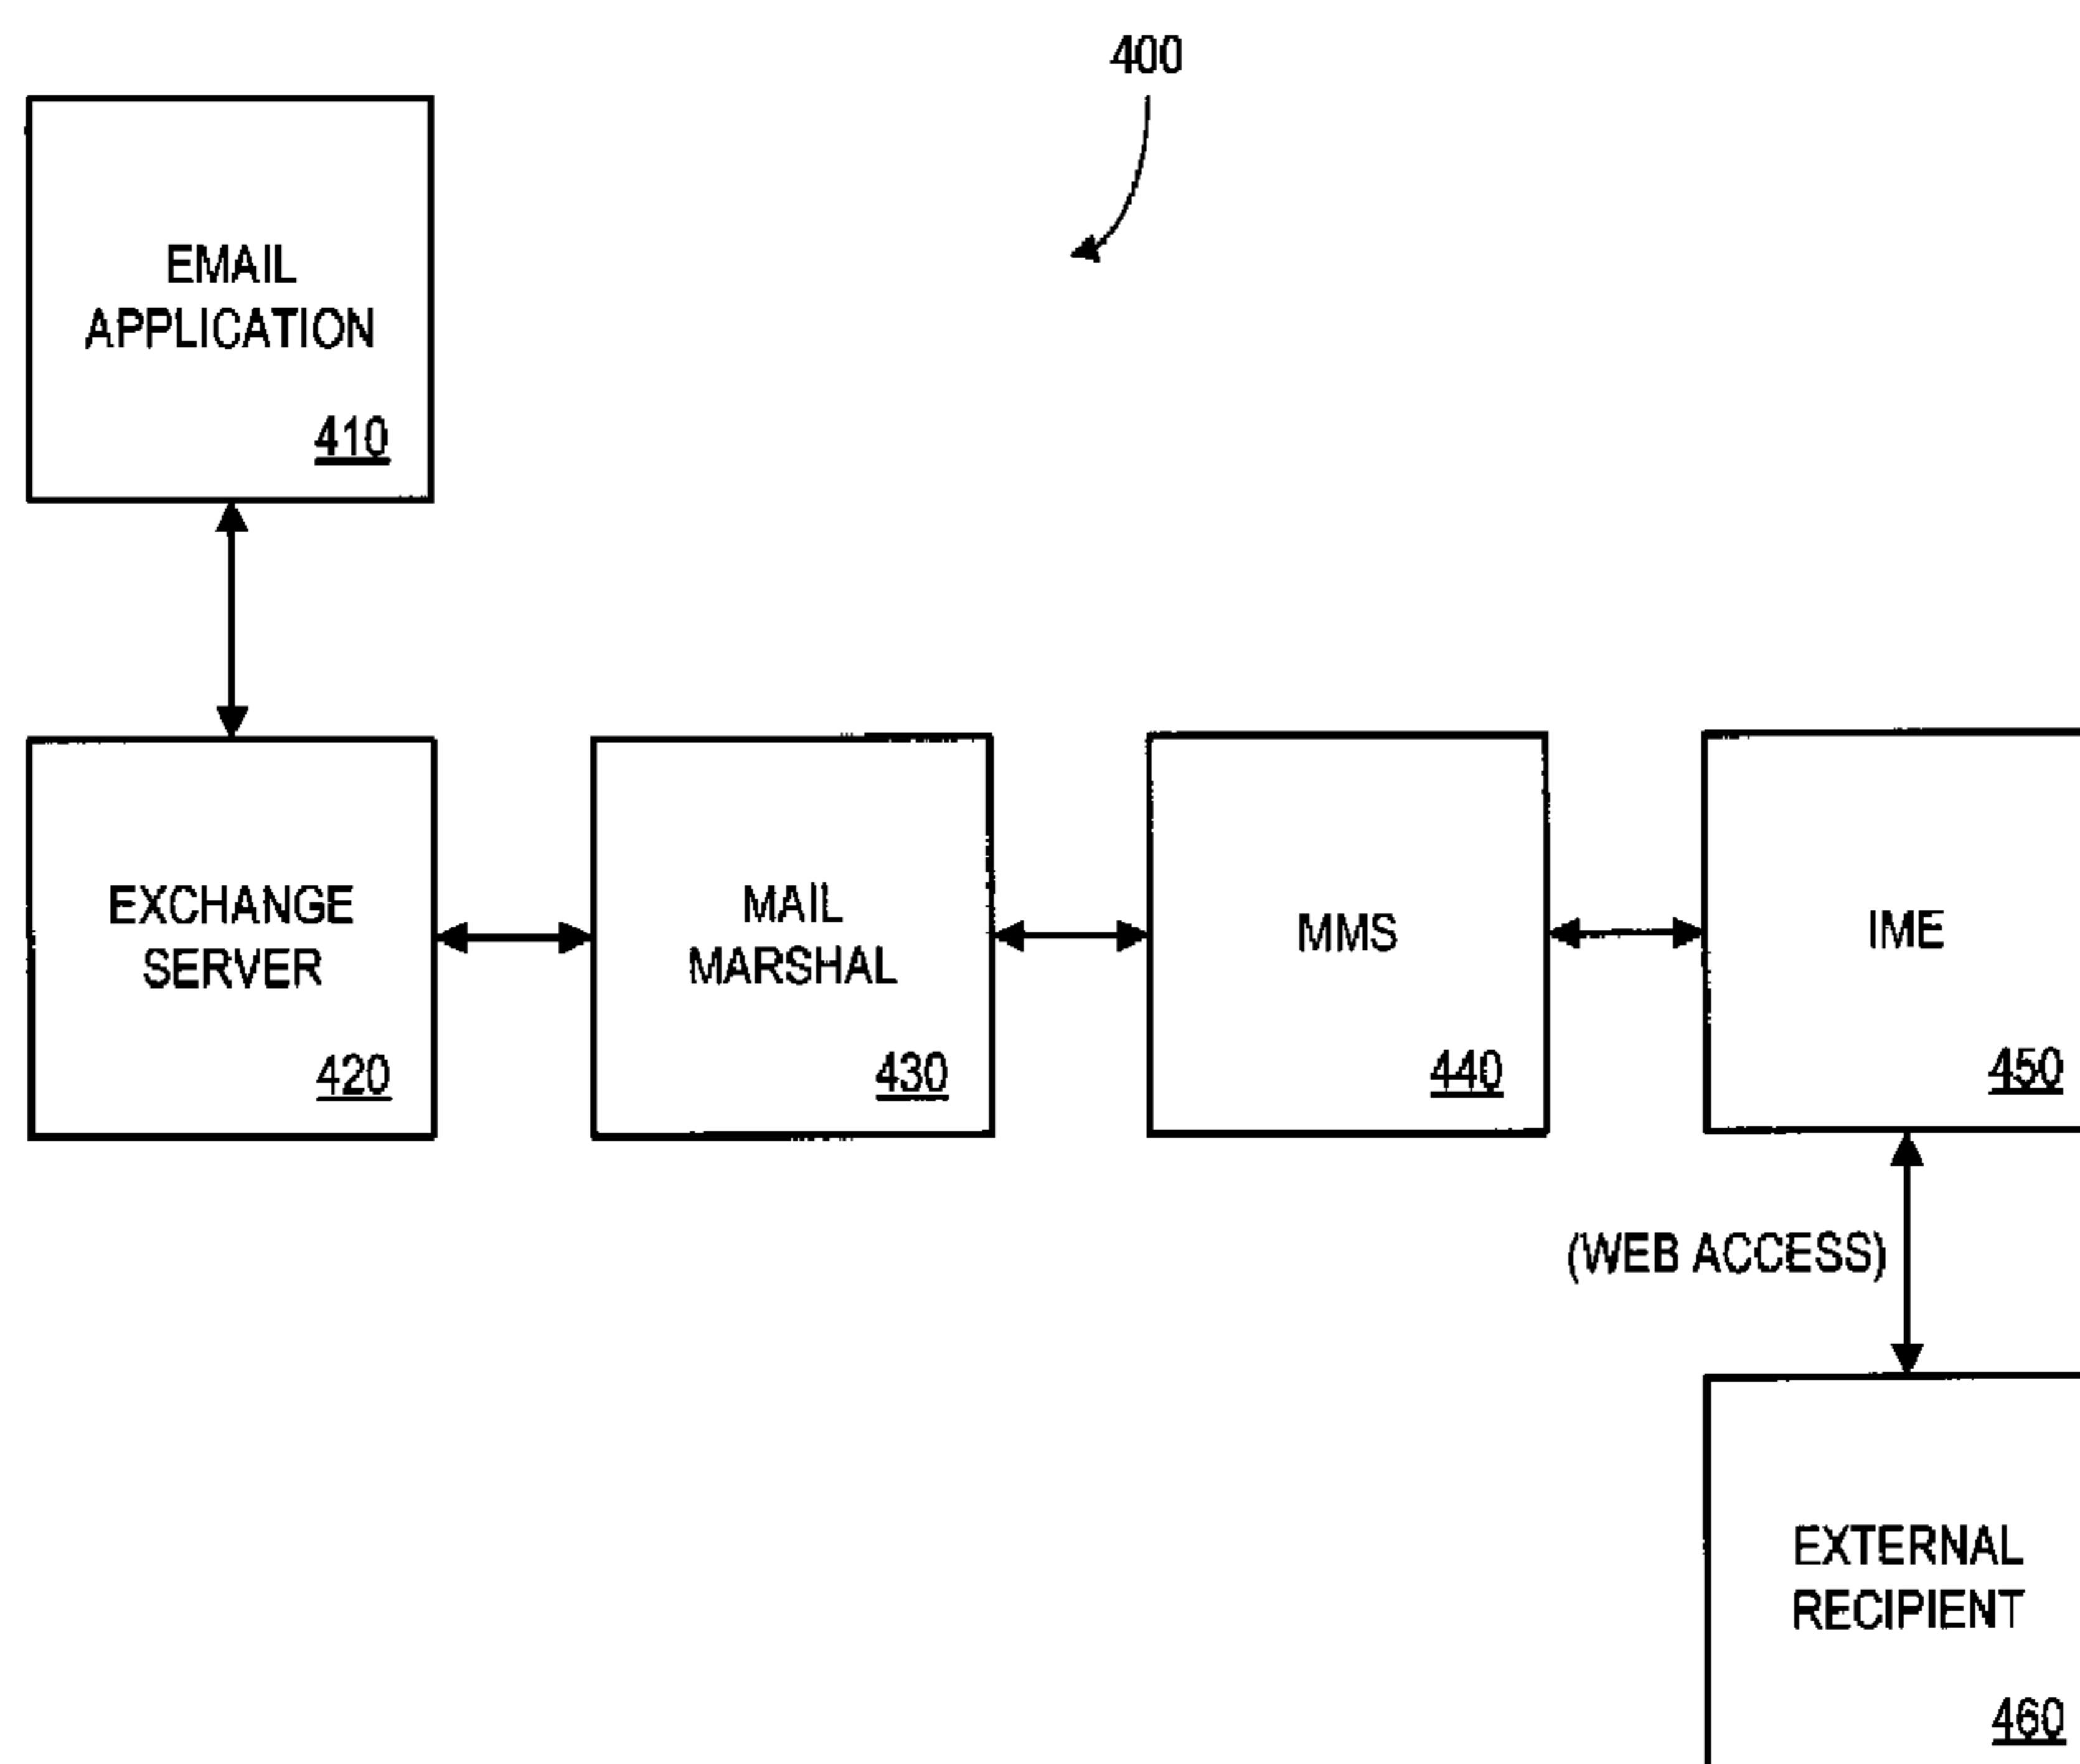 400
EMAIL
APPLICATION
410
EXCHANGE
SERVER
420
MAIL
MARSHAL
430
MMS
440
IME
450
(WEB ACCESS)
EXTERNAL
RECIPIENT
460